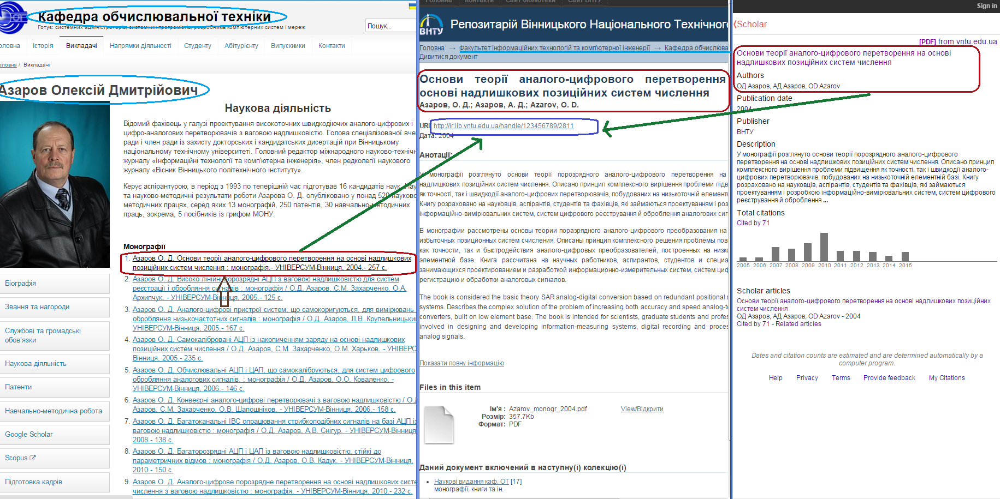 Кафедра обчислювальної техніки
Готує: системних адміністраторів, системних програмістів, розробників комп'ютерних систем і мереж
Пошук...
оловна
Історія
Викладачі
Напрямки діяльності
Студенту
Абітурієнту
Випускники
Контакти
оловна / Викладачі
Азаров Олексій Дмитрійович
Наукова діяльність
Відомий фахівець у галузі проектування високоточних швидкодіючих аналого-цифрових і
цифро-аналогових перетворювачів з ваговою надлишковістю. Голова спеціалізованої вче
ради і член ради із захисту докторських і кандидатських дисертацій при Вінницькому
національному технічному університеті. Головний редактор міжнародного науково-технічн
журналу «Інформаційні технології та комп'ютерна інженерія», член редколегії наукового
журналу «Вісник Вінницького політехнічного інституту».
Керує аспірантурою, в період з 1993 по теперішній час підготував 16 кандидатів наук. Нау
та науково-методичні результати роботи Азарова О. Д. опубліковано у понад 520 науково
методичних працях, серед яких 13 монографій, 250 патентів, 30 навчально-методичних
праць, зокрема, 5 посібників із грифом МОНУ.
Монографії
1. Азаров О. Д. Основи теорії аналого-цифрового перетворення на основі надлишкових
позиційних систем числення : монографія.- УНІВЕРСУМ-Вінниця, 2004.- 257 с.
2. Азаров О. Д. Високо лінійні порозрядні АЦП з ваговою надлишковістю для систем
реєстрації і обробляння сигналів : монографія / О.Д. Азаров, С.М. Захарченко, О.А.
Архипчук. - УНІВЕРСУМ-Вінниця, 2005.- 125 с.
3. Азаров О. Д. Аналого-цифрові пристрої систем, що самокоригуються, для вимірювань
обробляння низькочастотних сигналів : монографія / О.Д. Азаров, Л.В. Крупельницьки
УНІВЕРСУМ-Вінниця, 2005.- 167 с.
4. Азаров О. Д. Самокалібровані АЦП із накопиченням заряду на основі надлишкових
позиційних систем числення / О.Д. Азаров, С.М. Захарченко, О.М. Харьков. - УНІВЕРС
Вінниця, 2005.- 235 с.
5. Азаров О. Д. Обчислювальні АЦП і ЦАП, що самокалібруються, для систем цифрового
обробляння аналогових сигналів. : монографія / О.Д. Азаров, О.О. Коваленко. -
УНІВЕРСУМ-Вінниця, 2006.- 146 с.
6. Азаров О. Д. Конвеєрні аналого-цифрові перетворювачі з ваговою надлишковістю / О.
Азаров, С.М. Захарченко, О.В. Шапошніков. - УНІВЕРСУМ-Вінниця, 2006.- 158 с.
7. Азаров О. Д. Багатоканальні ІВС опрацювання стрибкоподібних сигналів на базі АЦП із
ваговою надлишковістю : монографія / О.Д. Азаров, А.В. Снігур. - УНІВЕРСУМ-Вінниця
2008.- 138 с.
8. Азаров О. Д. Багаторозрядні АЦП і ЦАП із ваговою надлишковістю, стійкі до
параметричних відмов : монографія / О.Д. Азаров, О.В. Кадук. - УНІВЕРСУМ-Вінниця,
2010.- 150 с.
9. Азаров О. Д. Аналого-цифрове порозрядне перетворення на основі надлишкових систе
числення з ваговою надлишковістю : монографія. - УНІВЕРСУМ-Вінниця, 2010.- 232 с.
Біографія
Звання та нагороди
Службові та громадські
обов'язки
Наукова діяльність
Патенти
Навчально-методична робота
Google Scholar
Scopus
Підготовка кадрів
Головна
Контакти
Сайт бібліотеки
Сайт ВНТУ
ВНТУ
Репозитарій Вінницького Національного Технічного
Головна → Факультет інформаційних технологій та комп'ютерної інженерії → Кафедра обчислюва
Дивитися документ
Основи теорії аналого-цифрового перетворення
основі надлишкових позиційних систем числення
Азаров, О. Д.; Азаров, А. Д.; Azarov, O. D.
URI: http://ir.lib.vntu.edu.ua/handle/123456789/2811
Дата: 2004
Анотації:
У монографії розглянуто основи теорії порозрядного аналого-цифрового перетворення на
надлишкових позиційних систем числення. Описано принцип комплексного вирішення проблеми підв
як точності, так і швидкодії аналого-цифрових перетворювачів, побудованих на низькоточній елемент
Книгу розраховано на науковців, аспірантів, студентів та фахівців, які займаються проектуванням і роз
інформаційно-вимірювальних систем, систем цифрового реєстрування й оброблення аналогових сиг
В монографии рассмотрены основы теории поразрядного аналого-цифрового преобразования на
избыточных позиционных систем счисления. Описаны принцип комплексного решения проблемы пов
как точности, так и быстродействия аналого-цифровых преобразователей, построенных на низко
элементной базе. Книга рассчитана на научных работников, аспирантов, студентов и специа
занимающихся проектированием и разработкой информационно-измерительных систем, систем циф
регистрацию и обработки аналоговых сигналов.
The book is considered the basic theory SAR analog-digital conversion based on redundant positional
systems. Describes the complex solution of the problem of increasing both accuracy and speed analog-t
converters, built on low element base. The book is intended for scientists, graduate students and profes
involved in designing and developing information-measuring systems, digital recording and proces
analog signals.
Показати повну інформацію
Files in this item
Ім'я : Azarov_monogr_2004.pdf
View/Відкрити
Розмір: 357.7Kb
Формат: PDF
Даний документ включений в наступну(і) колекцію(ї)
Наукові видання каф. ОТ [17]
монографії, книги та ін.
Sign in
Scholar
[PDF] from vntu.edu.ua
Основи теорії аналого-цифрового перетворення на основі
надлишкових позиційних систем числення
Authors
ОД Азаров, АД Азаров, OD Azarov
Publication date
2004
Publisher
ВНТУ
Description
У монографії розглянуто основи теорії порозрядного аналого-цифрового
перетворення на основі надлишкових позиційних систем числення. Описано принцип
комплексного вирішення проблеми підвищення як точності, так і швидкодії аналого-
цифрових перетворювачів, побудованих на низькоточній елементній базі. Книгу
розраховано на науковців, аспірантів, студентів та фахівців, які займаються
проектуванням і розробкою інформаційно-вимірювальних систем, систем цифрового
реєстрування й оброблення ...
Total citations
Cited by 71
2005 2006 2007 2008 2009 2010 2011 2012 2013 2014 2015
Scholar articles
Основи теорії аналого-цифрового перетворення на основі надлишкових позиційних
систем числення
ОД Азаров, АД Азаров, OD Azarov - 2004
Cited by 71 - Related articles
Dates and citation counts are estimated and are determined automatically by a
computer program.
Help
Privacy
Terms
Provide feedback
My Citations